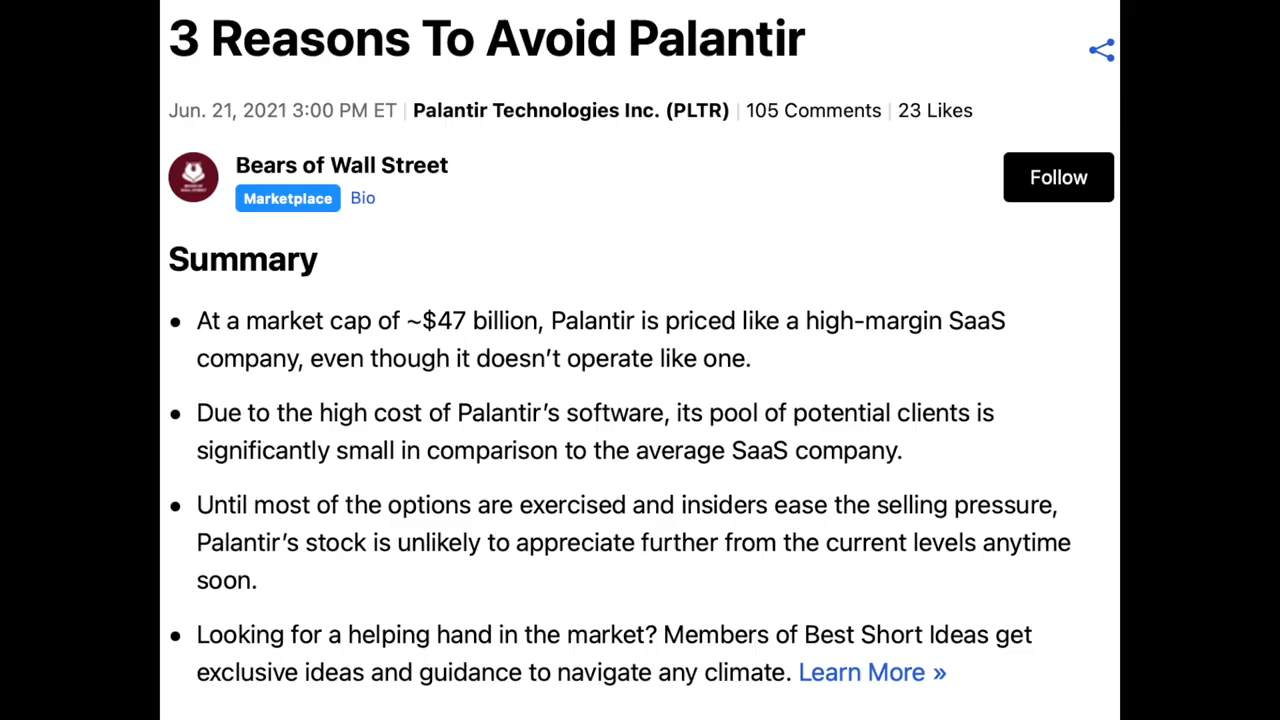 3 Reasons To Avoid Palantir
Jun. 21, 2021 3:00 PM ET | Palantir Technologies Inc. (PLTR) | 105 Comments | 23 Likes
Bears of Wall Street
Marketplace Bio
Follow
Summary
• At a market cap of ~$47 billion, Palantir is priced like a high-margin SaaS
company, even though it doesn’t operate like one.
• Due to the high cost of Palantir’s software, its pool of potential clients is
significantly small in comparison to the average SaaS company.
• Until most of the options are exercised and insiders ease the selling pressure,
Palantir’s stock is unlikely to appreciate further from the current levels anytime
soon.
• Looking for a helping hand in the market? Members of Best Short Ideas get
exclusive ideas and guidance to navigate any climate. Learn More »